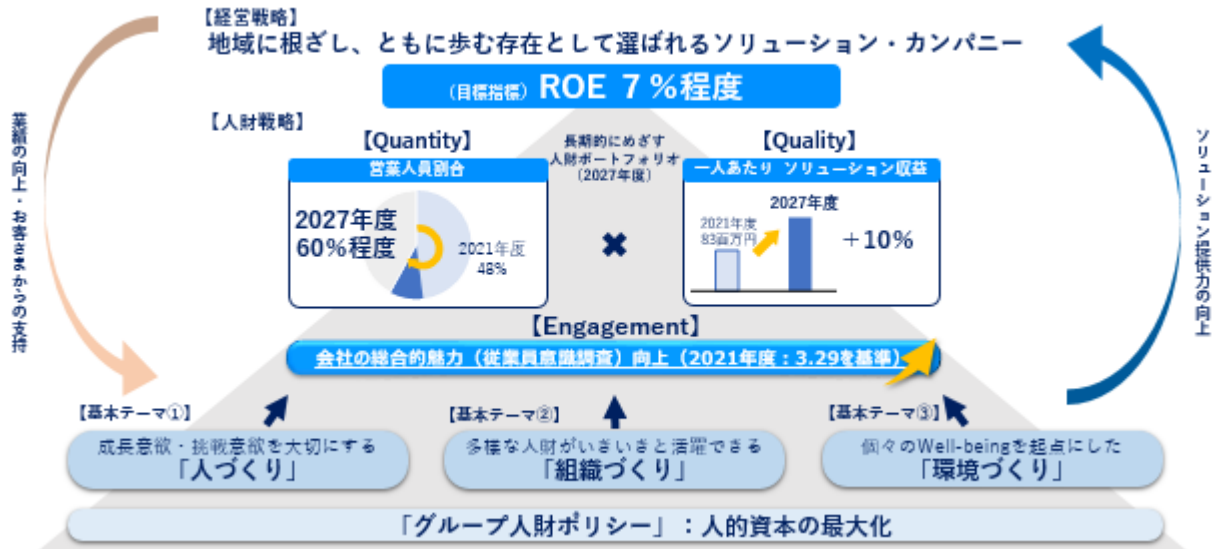 【経営戦略】
地域に根ざし、ともに歩む存在として選ばれるソリューション・カンパニー
(目標指標) ROE 7%程度
【人財戦略】
【Quantity】
営業人員割合
2027年度
60%程度
2021年度
48%
長期的にめざす
人財ポートフォリオ
(2027年度)
【Quality】
一人あたり ソリューション収益
2027年度
2021年度
83百万円
+10%
【Engagement】
会社の総合的魅力(従業員意識調査)向上(2021年度:3.29を基準)
【基本テーマ①】
成長意欲・挑戦意欲を大切にする
「人づくり」
【基本テーマ②】
多様な人財がいきいきと活躍できる
「組織づくり」
【基本テーマ③】
個々のWell-beingを起点にした
「環境づくり」
「グループ人財ポリシー」:人的資本の最大化
業績の向上・お客さまからの支持
ソリューション提供力の向上